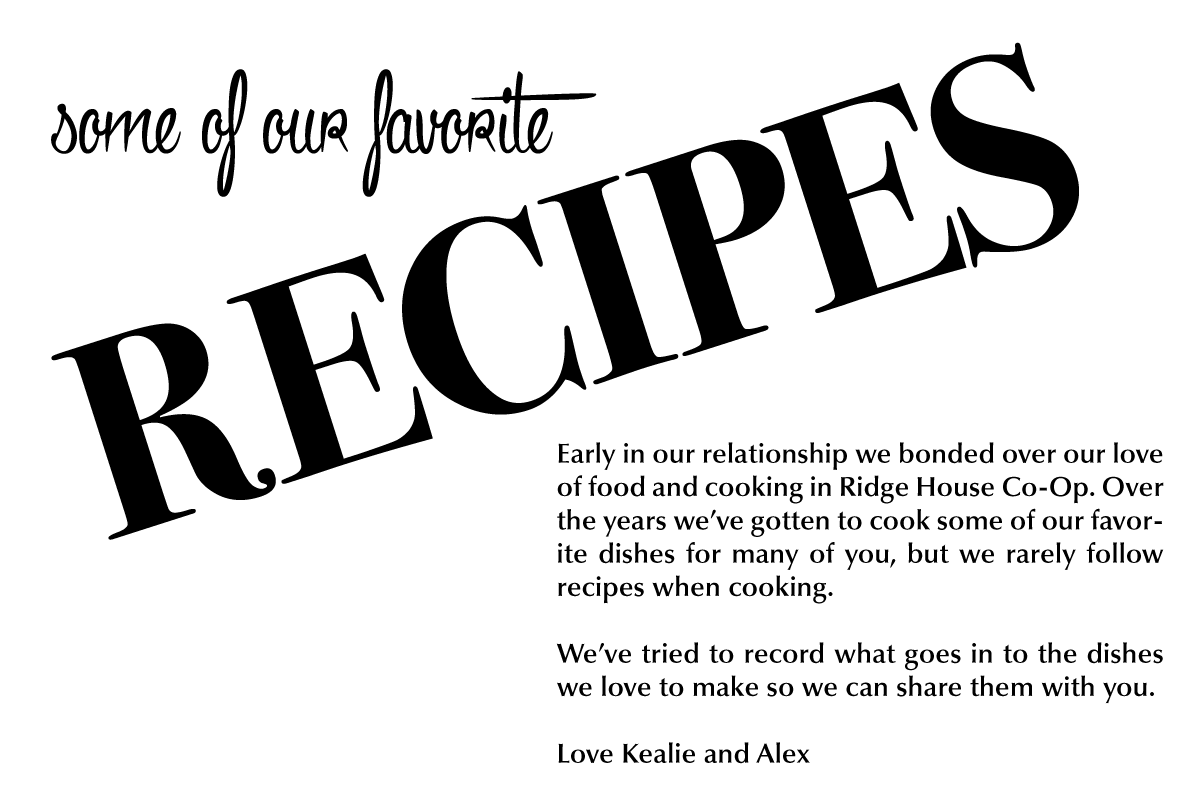 some of our favorite
RECIPES
Early in our relationship we bonded over our love
of food and cooking in Ridge House Co-Op. Over
the years we’ve gotten to cook some of our favor-
ite dishes for many of you, but we rarely follow
recipes when cooking.
We’ve tried to record what goes in to the dishes
we love to make so we can share them with you.
Love Kealie and Alex